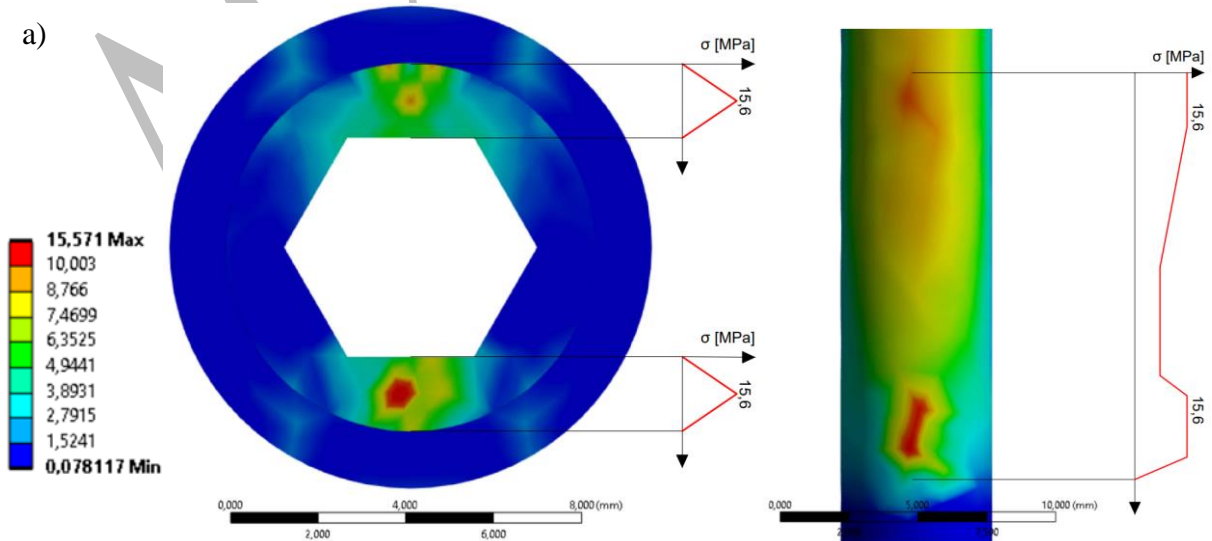 a)
σ [MPa]
15,6
σ [MPa]
15,6
15,571 Max
10,003
8,766
7,4699
6,3525
4,9441
3,8931
2,7915
1,5241
0,078117 Min
σ [MPa]
15,6
15,6
0,000 4,000 8,000 (mm)
2,000 6,000
0,000 5,000 10,000 (mm)